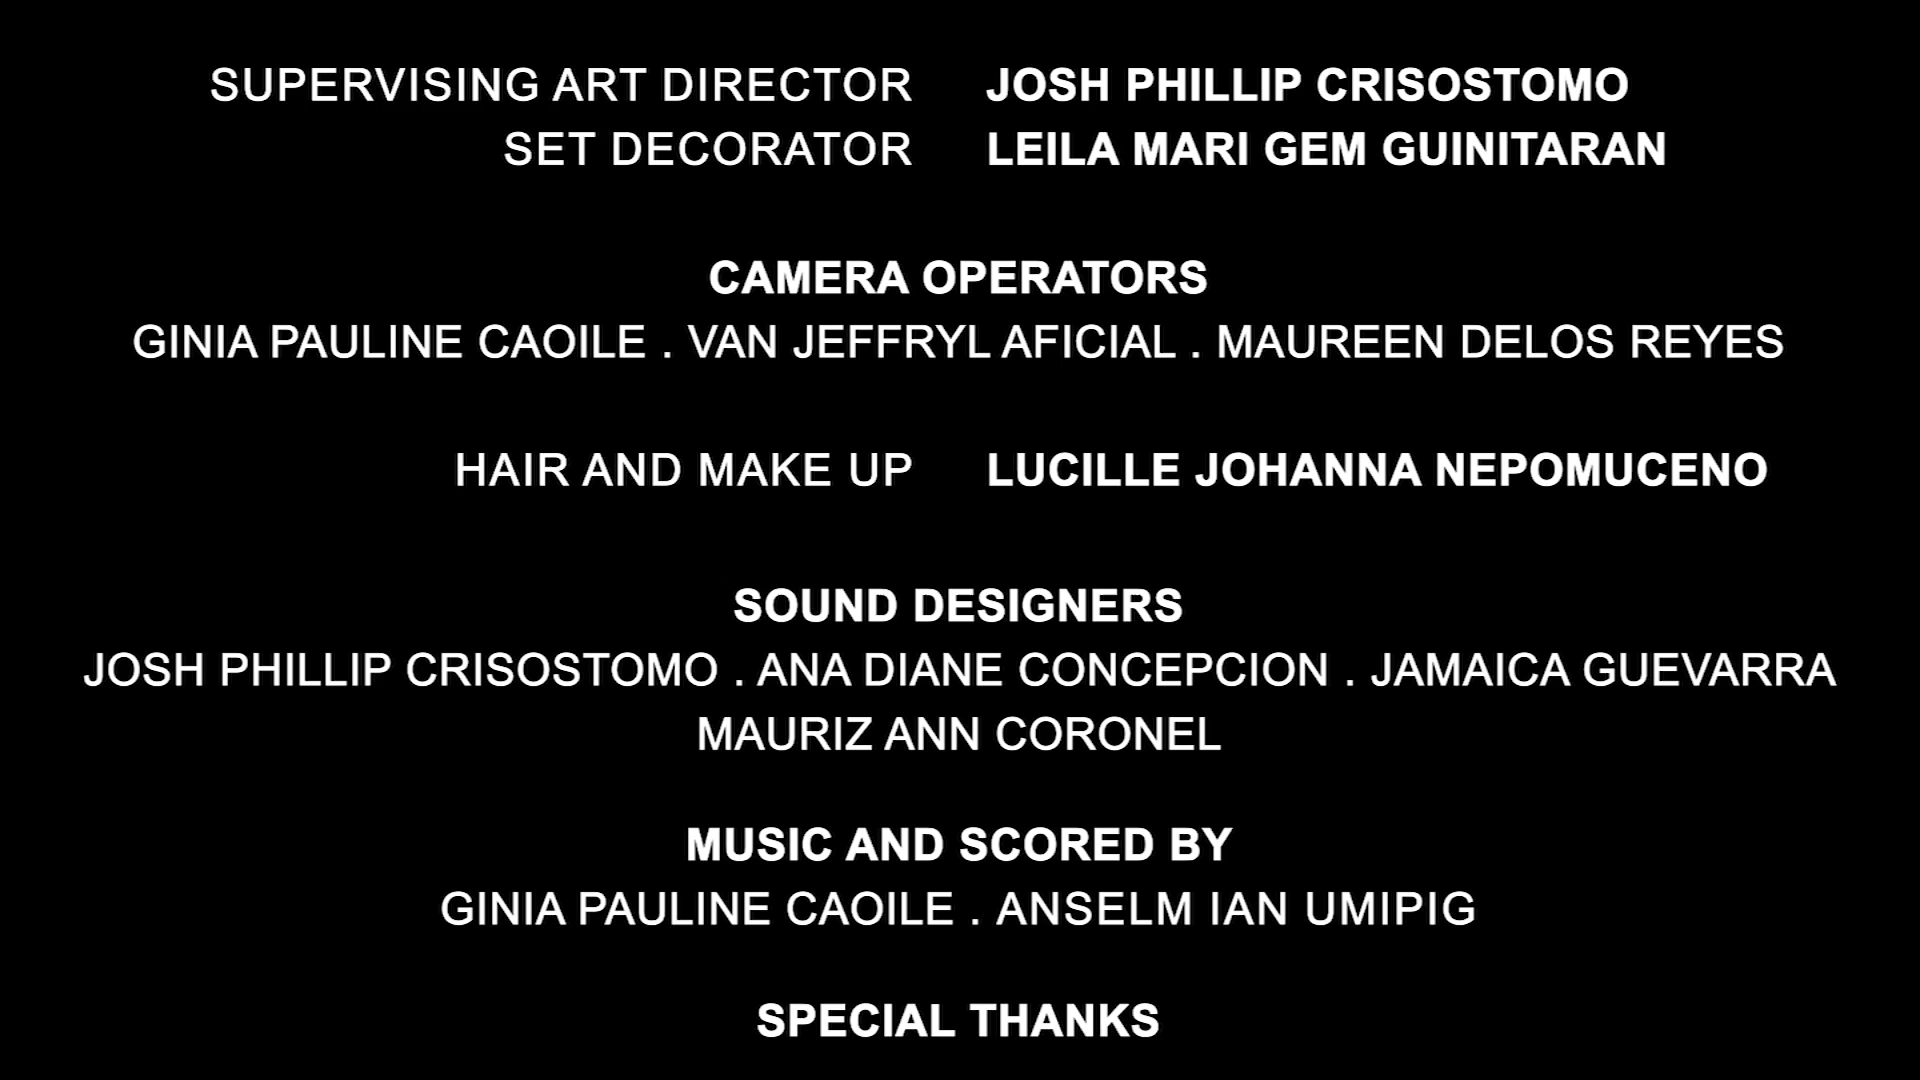 SUPERVISING ART DIRECTOR JOSH PHILLIP CRISOSTOMO
SET DECORATOR LEILA MARI GEM GUINITARAN
CAMERA OPERATORS
GINIA PAULINE CAOILE . VAN JEFFRYL AFICIAL . MAUREEN DELOS REYES
HAIR AND MAKE UP LUCILLE JOHANNA NEPOMUCENO
SOUND DESIGNERS
JOSH PHILLIP CRISOSTOMO . ANA DIANE CONCEPCION . JAMAICA GUEVARRA
MAURIZ ANN CORONEL
MUSIC AND SCORED BY
GINIA PAULINE CAOILE . ANSELM IAN UMIPIG
SPECIAL THANKS